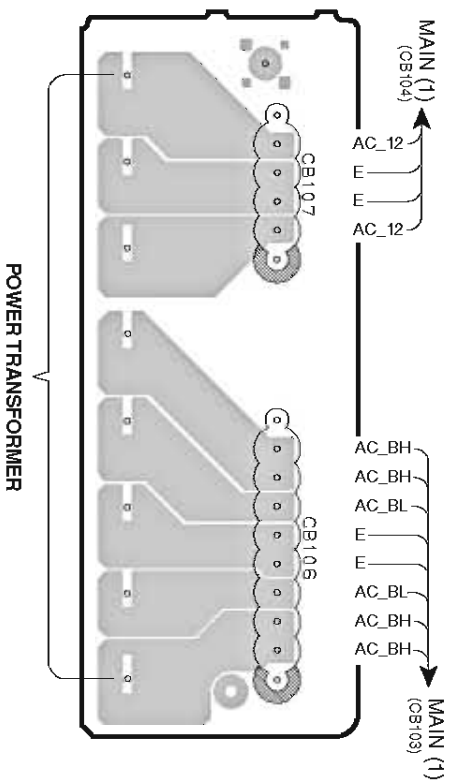 MAIN (1)
(CB104)
AC_12
E
E
AC_12
CB107
POWER TRANSFORMER
AC_BH
AC_BH
AC_BL
E
E
AC_BL
AC_BH
AC_BH
CB106
MAIN (1)
(CB103)